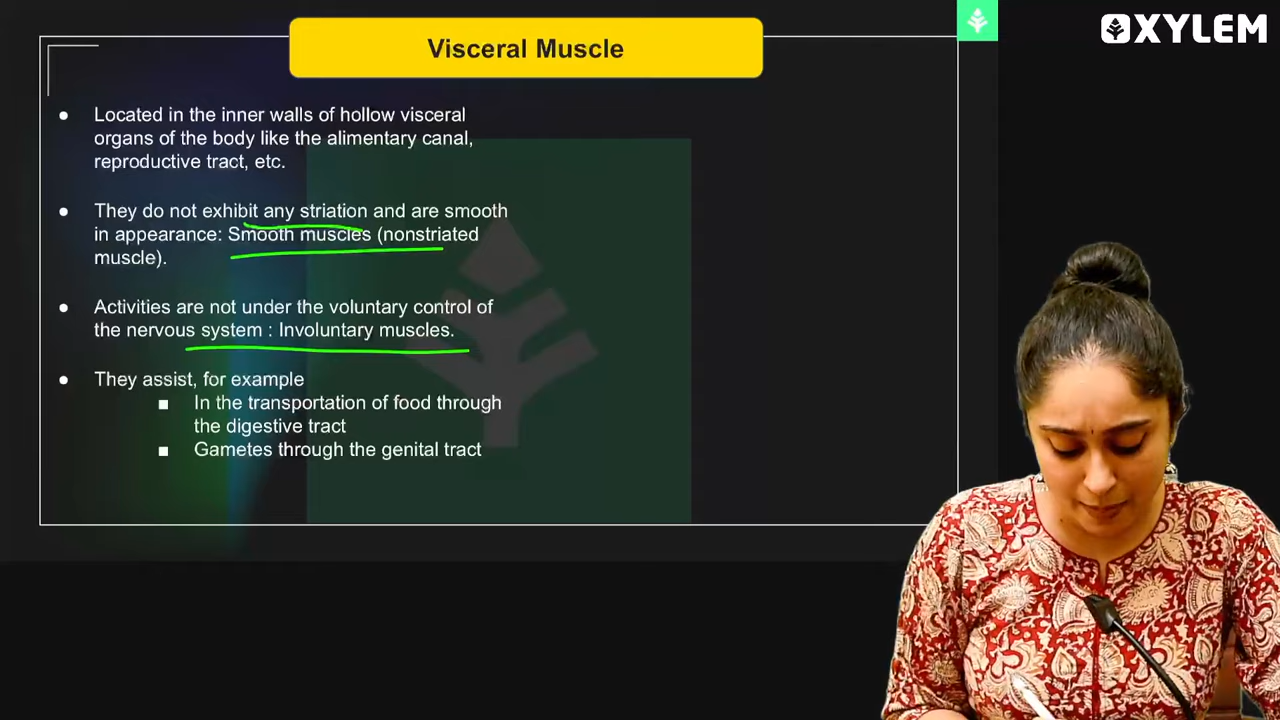 Visceral Muscle
XYLEM
● Located in the inner walls of hollow visceral
organs of the body like the alimentary canal,
reproductive tract, etc.
● They do not exhibit any striation and are smooth
in appearance: Smooth muscles (nonstriated
muscle).
● Activities are not under the voluntary control of
the nervous system : Involuntary muscles.
● They assist, for example
■ In the transportation of food through
the digestive tract
■ Gametes through the genital tract